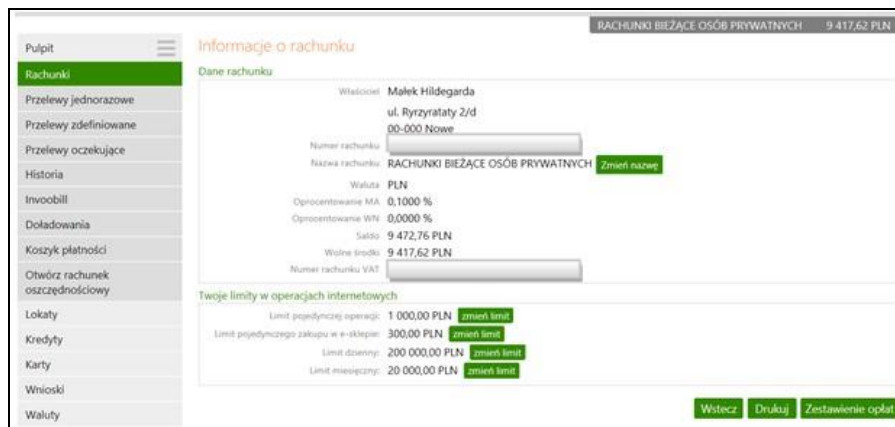 RACHUNKI BIEŻĄCE OSÓB PRYWATNYCH 9 417,62 PLN
Pulpit
Rachunki
Przelewy jednorazowe
Przelewy zdefiniowane
Przelewy oczekujące
Historia
Invoobill
Doładowania
Koszyk płatności
Otwórz rachunek
oszczędnościowy
Lokaty
Kredyty
Karty
Wnioski
Waluty
Informacje o rachunku
Dane rachunku
Właściciel Małek Hildegarda
ul. Ryrzyrataty 2/d
00-000 Nowe
Numer rachunku
Nazwa rachunku RACHUNKI BIEŻĄCE OSÓB PRYWATNYCH Zmień nazwę
Waluta PLN
Oprocentowanie MA 0,1000 %
Oprocentowanie WN 0,0000 %
Saldo 9 472,76 PLN
Wolne środki 9 417,62 PLN
Numer rachunku VAT
Twoje limity w operacjach internetowych
Limit pojedynczej operacji: 1 000,00 PLN zmień limit
Limit pojedynczego zakupu w e-sklepie: 300,00 PLN zmień limit
Limit dzienny: 200 000,00 PLN zmień limit
Limit miesięczny: 20 000,00 PLN zmień limit
Wstecz Drukuj Zestawienie opłat